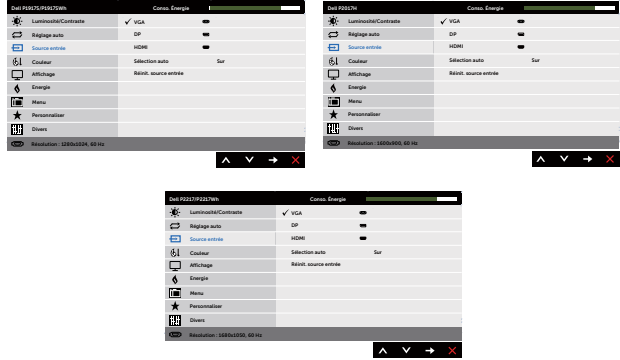 Dell P1917S/P1917SWh Conso. Énergie
Luminosité/Contraste VGA
Réglage auto DP
Source entrée HDMI
Couleur Sélection auto Sur
Affichage Réinit. source entrée
Energie
Menu
Personnaliser
Divers
Résolution : 1280x1024, 60 Hz
Dell P2017H Conso. Énergie
Luminosité/Contraste VGA
Réglage auto DP
Source entrée HDMI
Couleur Sélection auto Sur
Affichage Réinit. source entrée
Energie
Menu
Personnaliser
Divers
Résolution : 1600x900, 60 Hz
Dell P2217/P2217Wh Conso. Énergie
Luminosité/Contraste VGA
Réglage auto DP
Source entrée HDMI
Couleur Sélection auto Sur
Affichage Réinit. source entrée
Energie
Menu
Personnaliser
Divers
Résolution : 1680x1050, 60 Hz